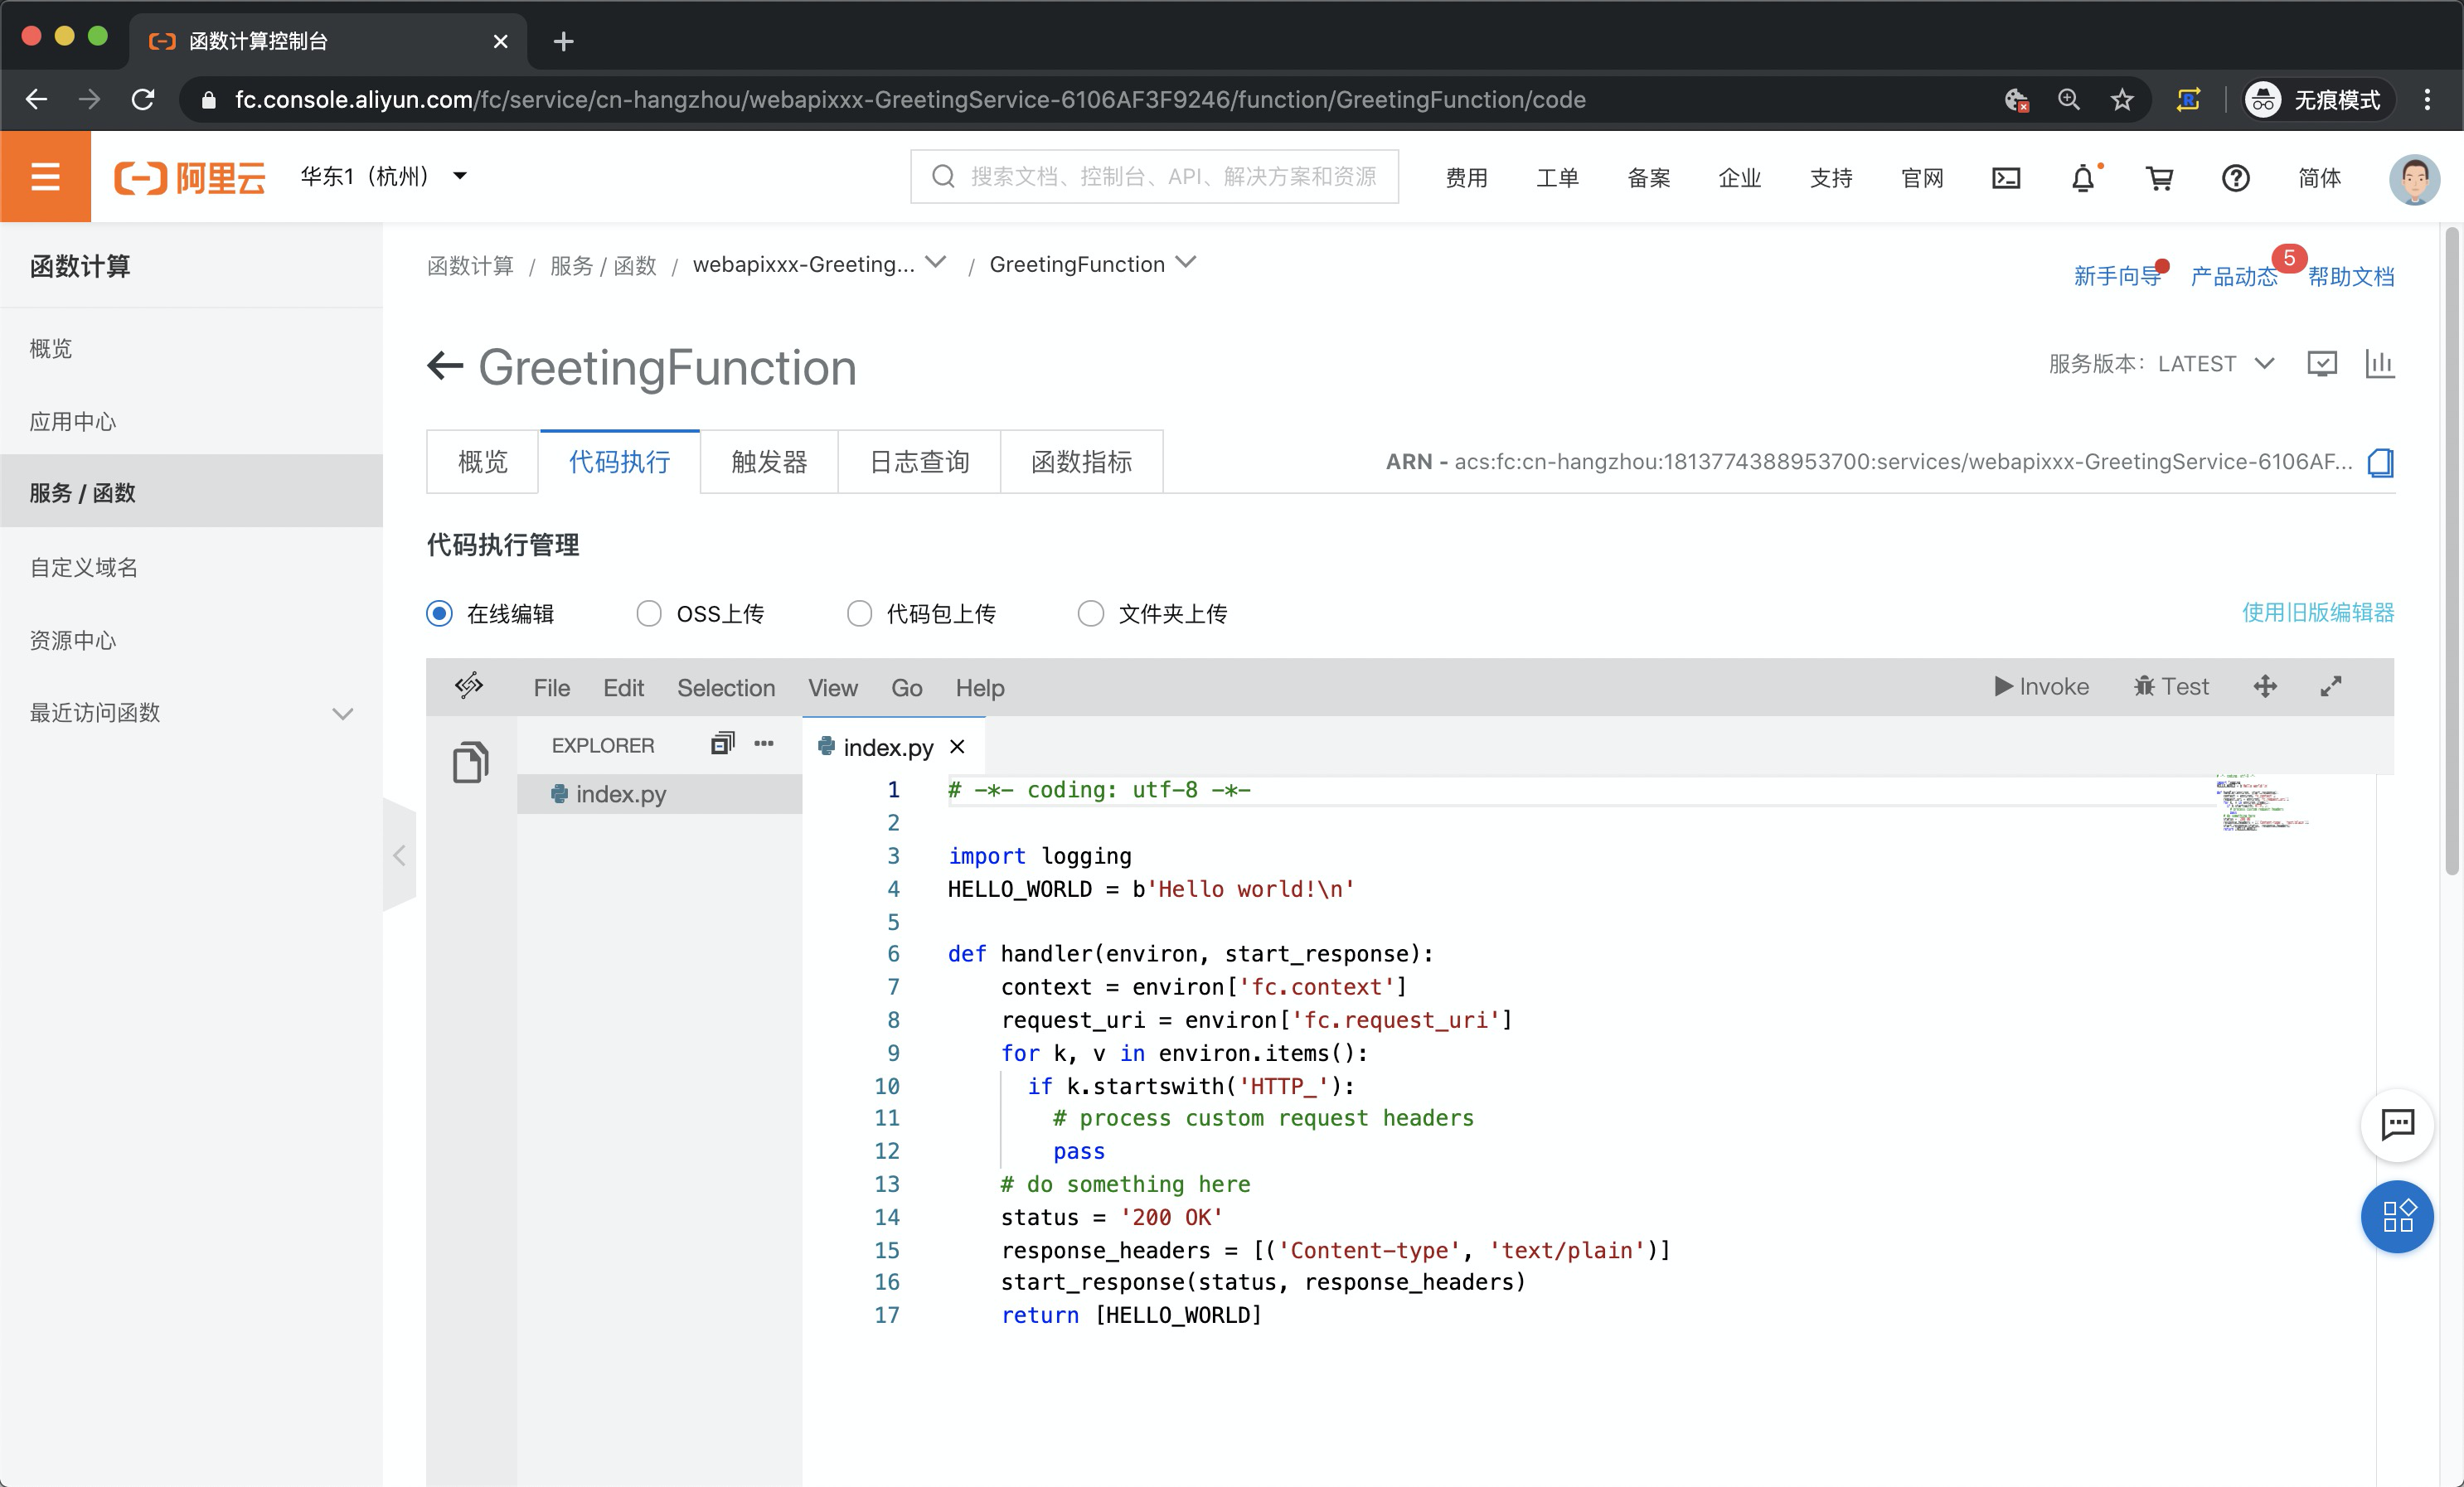 函数计算控制台
fc.console.aliyun.com/fc/service/cn-hangzhou/webapixxx-GreetingService-6106AF3F9246/function/GreetingFunction/code
无痕模式
阿里云
华东1（杭州）
搜索文档、控制台、API、解决方案和资源
费用 工单 备案 企业 支持 官网 简体
函数计算
概览
应用中心
服务 / 函数
自定义域名
资源中心
最近访问函数
函数计算 / 服务 / 函数 / webapixxx-Greeting... / GreetingFunction
新手向导 产品动态 5 帮助文档
GreetingFunction
服务版本: LATEST
概览 代码执行 触发器 日志查询 函数指标
ARN - acs:fc:cn-hangzhou:1813774388953700:services/webapixxx-GreetingService-6106AF...
代码执行管理
在线编辑 OSS上传 代码包上传 文件夹上传
使用旧版编辑器
File Edit Selection View Go Help
Invoke Test
EXPLORER
index.py
index.py
1 # -*- coding: utf-8 -*-
2
3 import logging
4 HELLO_WORLD = b'Hello world!\n'
5
6 def handler(environ, start_response):
7     context = environ['fc.context']
8     request_uri = environ['fc.request_uri']
9     for k, v in environ.items():
10       if k.startswith('HTTP_'):
11         # process custom request headers
12         pass
13     # do something here
14     status = '200 OK'
15     response_headers = [('Content-type', 'text/plain')]
16     start_response(status, response_headers)
17     return [HELLO_WORLD]